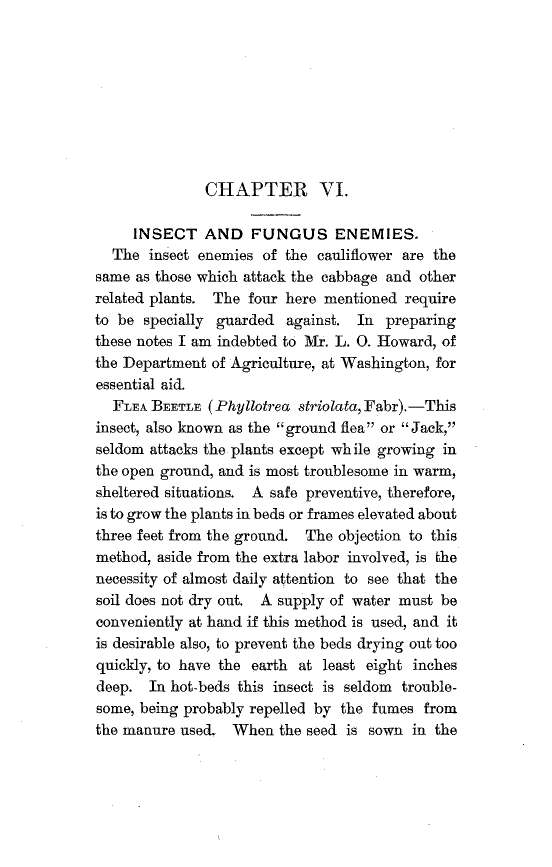 CHAPTER VI.
INSECT AND FUNGUS ENEMIES.
The insect enemies of the cauliflower are the
same as those which attack the cabbage and other
related plants. The four here mentioned require
to be specially guarded against. In preparing
these notes I am indebted to Mr. L. O. Howard, of
the Department of Agriculture, at Washington, for
essential aid.
FLEA BEETLE (Phyllotrea striolata, Fabr).—This
insect, also known as the "ground flea" or "Jack,"
seldom attacks the plants except while growing in
the open ground, and is most troublesome in warm,
sheltered situations. A safe preventive, therefore,
is to grow the plants in beds or frames elevated about
three feet from the ground. The objection to this
method, aside from the extra labor involved, is the
necessity of almost daily attention to see that the
soil does not dry out. A supply of water must be
conveniently at hand if this method is used, and it
is desirable also, to prevent the beds drying out too
quickly, to have the earth at least eight inches
deep. In hot-beds this insect is seldom trouble-
some, being probably repelled by the fumes from
the manure used. When the seed is sown in the